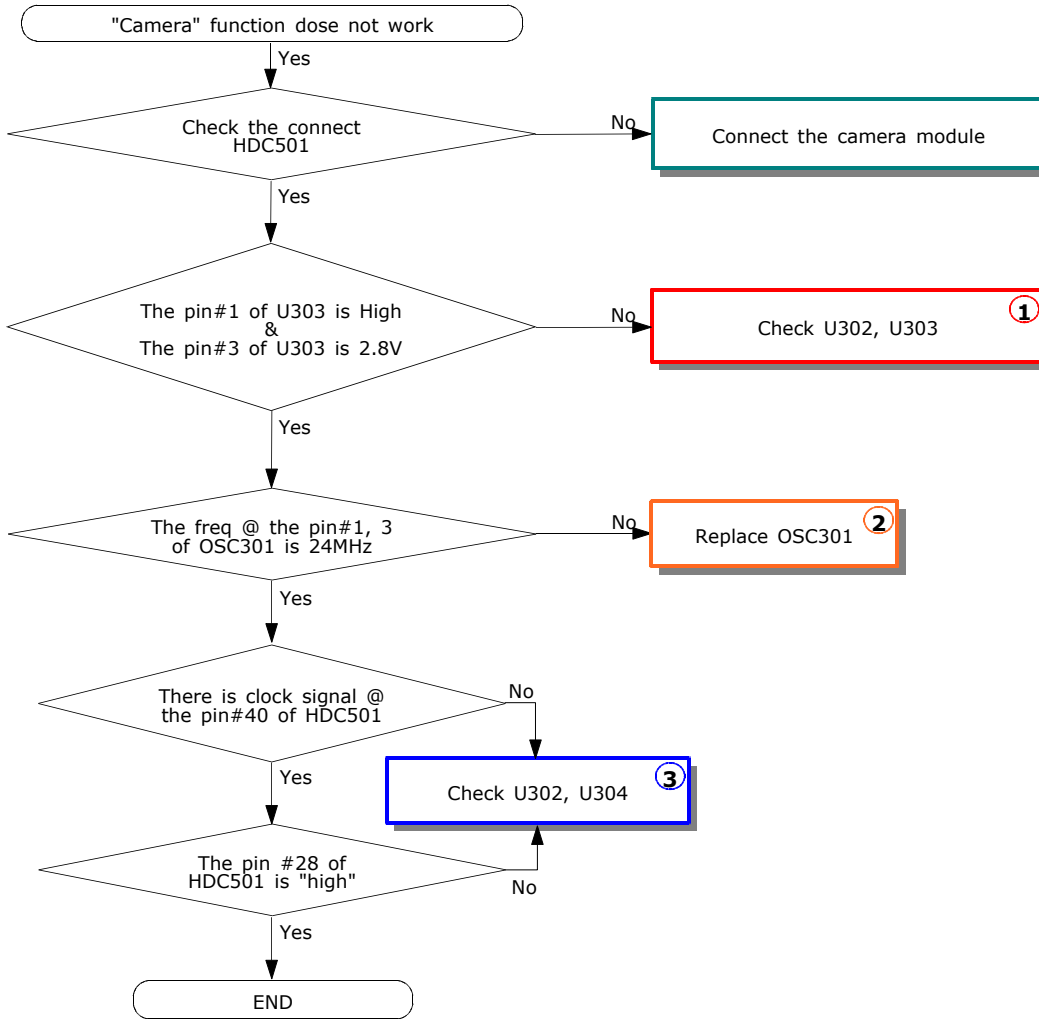 "Camera" function dose not work
Yes
Check the connect
HDC501
No
Connect the camera module
Yes
The pin#1 of U303 is High
&
The pin#3 of U303 is 2.8V
No
Check U302, U303
1
Yes
The freq @ the pin#1, 3
of OSC301 is 24MHz
No
Replace OSC301
2
Yes
There is clock signal @
the pin#40 of HDC501
No
Yes
Check U302, U304
3
The pin #28 of
HDC501 is "high"
No
Yes
END